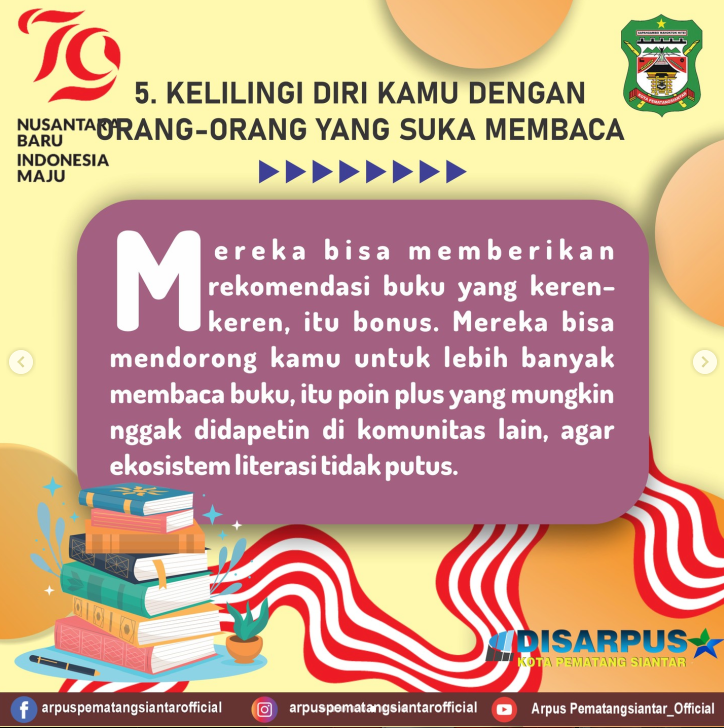 79
NUSANTARA
BARU
INDONESIA
MAJU
5. KELILINGI DIRI KAMU DENGAN
ORANG-ORANG YANG SUKA MEMBACA
KOTA PEMATANGSIANTAR
Mereka bisa memberikan
rekomendasi buku yang keren-
keren, itu bonus. Mereka bisa
mendorong kamu untuk lebih banyak
membaca buku, itu poin plus yang mungkin
nggak didapetin di komunitas lain, agar
ekosistem literasi tidak putus.
DISARPUS
KOTA PEMATANG SIANTAR
arpuspematangsiantarofficial
arpuspematangsiantarofficial
Arpus Pematangsiantar_Official